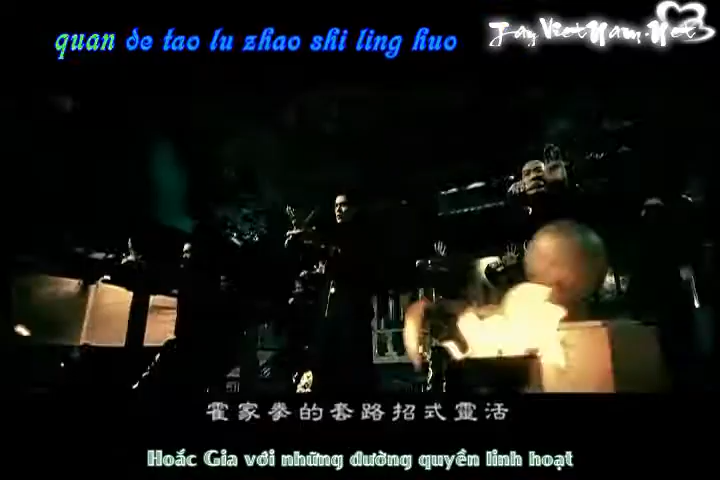 quan de tao lu zhao shi ling huo
JayVietNam.Net
霍家拳的套路招式靈活
Hoắc Gia với những đường quyền linh hoạt